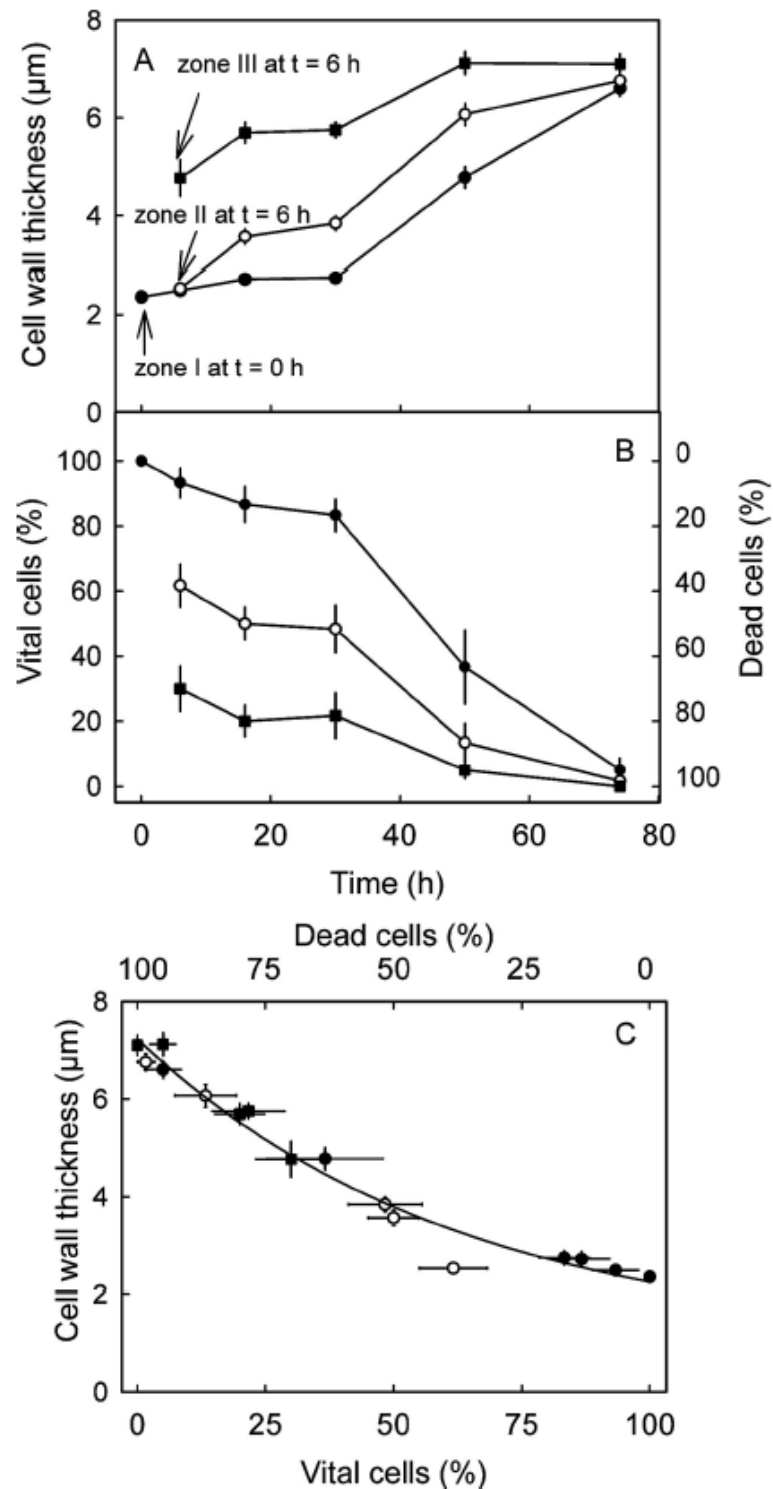 A
zone III at t = 6 h
zone II at t = 6 h
zone I at t = 0 h
Cell wall thickness (µm)
8
6
4
2
0
B
Vital cells (%)
100
80
60
40
20
0
Dead cells (%)
0
20
40
60
80
100
0 20 40 60 80
Time (h)
Dead cells (%)
100 75 50 25 0
C
Cell wall thickness (µm)
8
6
4
2
0
0 25 50 75 100
Vital cells (%)